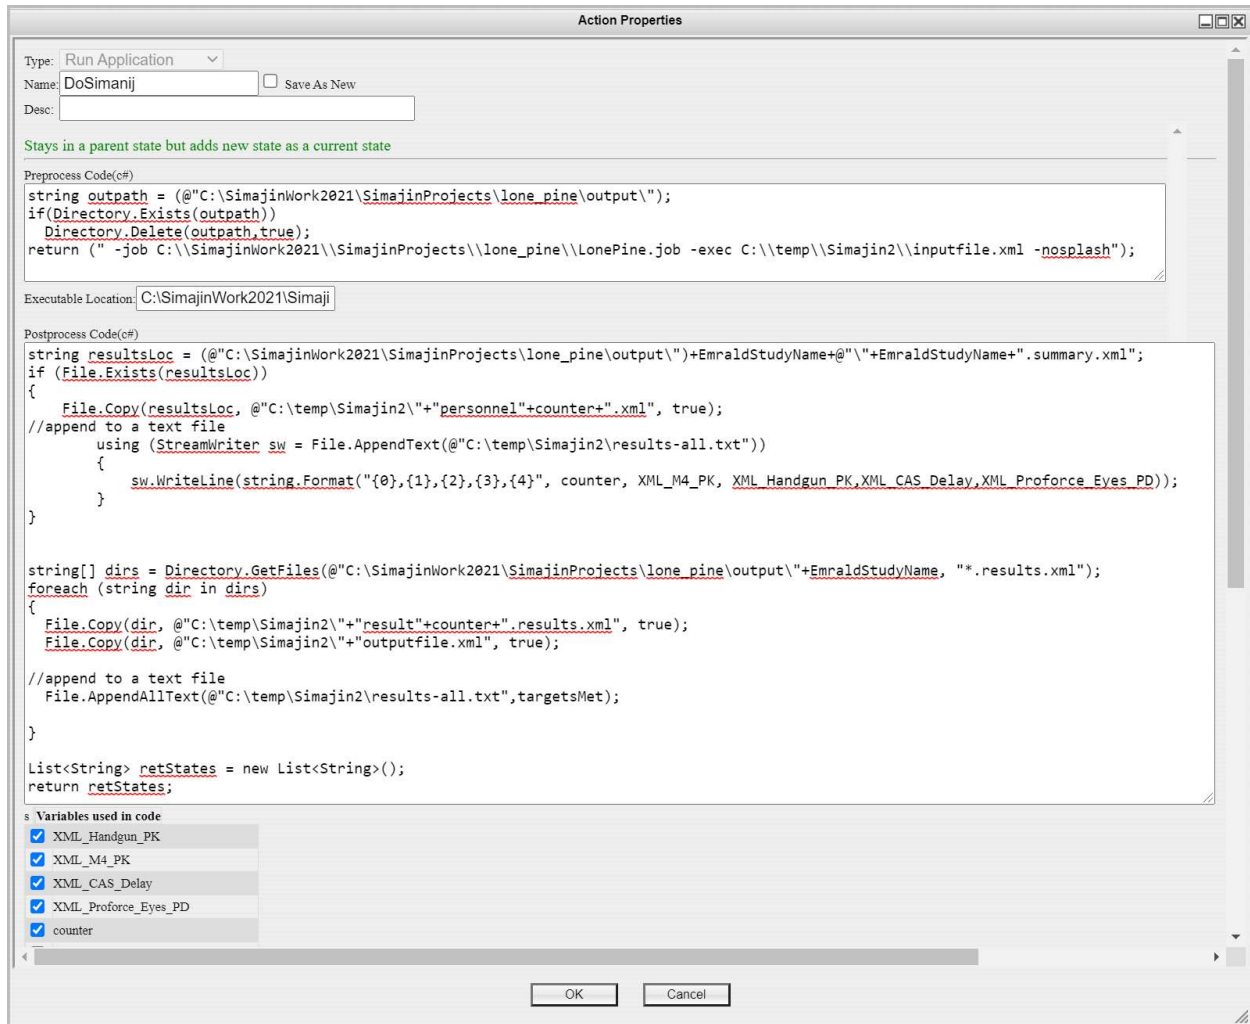 Action Properties
Type: Run Application
Name: DoSimanij Save As New
Desc:
Stays in a parent state but adds new state as a current state
Preprocess Code(c#)
string outpath = (@"C:\SimajinWork2021\SimajinProjects\lone_pine\output\");
if(Directory.Exists(outpath))
  Directory.Delete(outpath,true);
return (" -job C:\\SimajinWork2021\\SimajinProjects\\lone_pine\\LonePine.job -exec C:\\temp\\Simajin2\\inputfile.xml -nosplash");
Executable Location: C:\SimajinWork2021\Simaji
Postprocess Code(c#)
string resultsLoc = (@"C:\SimajinWork2021\SimajinProjects\lone_pine\output\")+EmraldStudyName+@"\"+EmraldStudyName+".summary.xml";
if (File.Exists(resultsLoc))
{
    File.Copy(resultsLoc, @"C:\temp\Simajin2\"+"personnel"+counter+".xml", true);
//append to a text file
        using (StreamWriter sw = File.AppendText(@"C:\temp\Simajin2\results-all.txt"))
        {
            sw.WriteLine(string.Format("{0},{1},{2},{3},{4}", counter, XML_M4_PK, XML_Handgun_PK,XML_CAS_Delay,XML_Proforce_Eyes_PD));
        }
}
string[] dirs = Directory.GetFiles(@"C:\SimajinWork2021\SimajinProjects\lone_pine\output\"+EmraldStudyName, "*.results.xml");
foreach (string dir in dirs)
{
  File.Copy(dir, @"C:\temp\Simajin2\"+"result"+counter+".results.xml", true);
  File.Copy(dir, @"C:\temp\Simajin2\"+"outputfile.xml", true);
//append to a text file
  File.AppendAllText(@"C:\temp\Simajin2\results-all.txt",targetsMet);
}
List<String> retStates = new List<String>();
return retStates;
s Variables used in code
XML_Handgun_PK
XML_M4_PK
XML_CAS_Delay
XML_Proforce_Eyes_PD
counter
OK Cancel